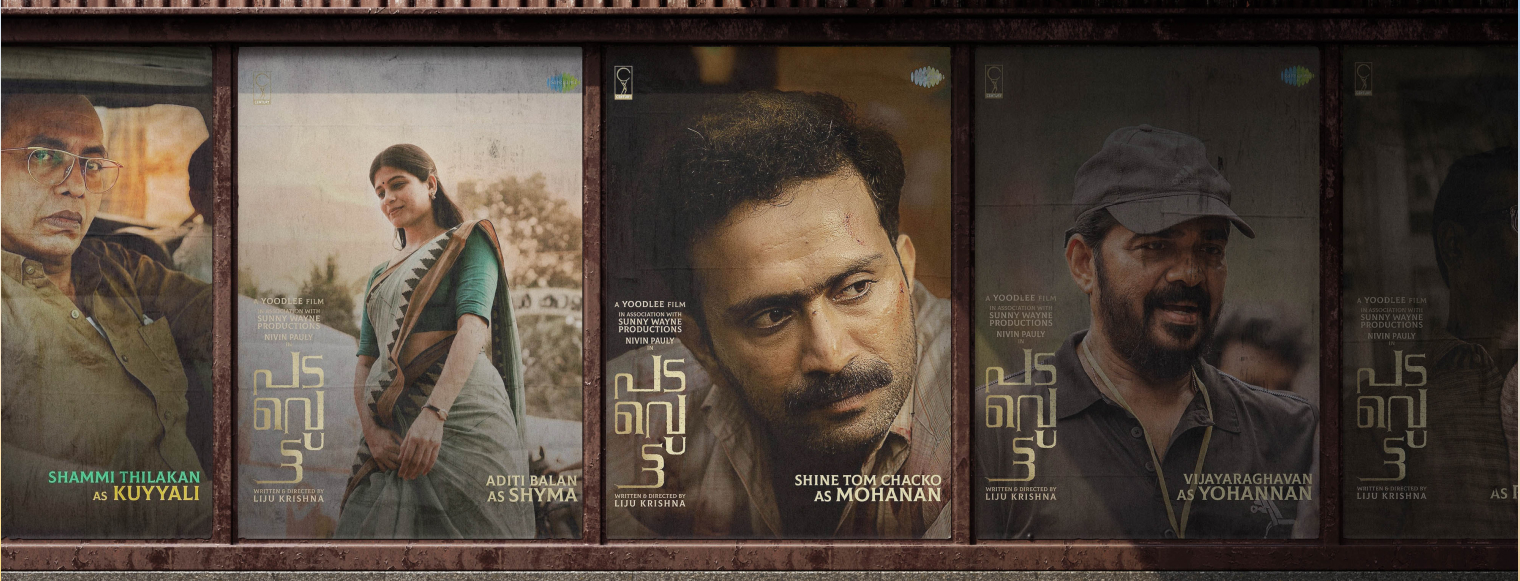 SHAMMI THILAKAN
AS KUYYALI
A YOODLEE FILM
IN ASSOCIATION WITH
SUNNY WAYNE
PRODUCTIONS
NIVIN PAULY
IN
പട
വെ
ട്ട്
WRITTEN & DIRECTED BY
LIJU KRISHNA
ADITI BALAN
AS SHYMA
A YOODLEE FILM
IN ASSOCIATION WITH
SUNNY WAYNE
PRODUCTIONS
NIVIN PAULY
IN
പട
വെ
ട്ട്
WRITTEN & DIRECTED BY
LIJU KRISHNA
SHINE TOM CHACKO
AS MOHANAN
A YOODLEE FILM
IN ASSOCIATION WITH
SUNNY WAYNE
PRODUCTIONS
NIVIN PAULY
IN
പട
വെ
ട്ട്
WRITTEN & DIRECTED BY
LIJU KRISHNA
VIJAYARAGHAVAN
AS YOHANNAN
A YOODLEE FILM
IN ASSOCIATION WITH
SUNNY WAYNE
PRODUCTIONS
NIVIN PAULY
IN
പട
വെ
ട്ട്
WRITTEN & DIRECTED BY
LIJU KRISHNA
AS